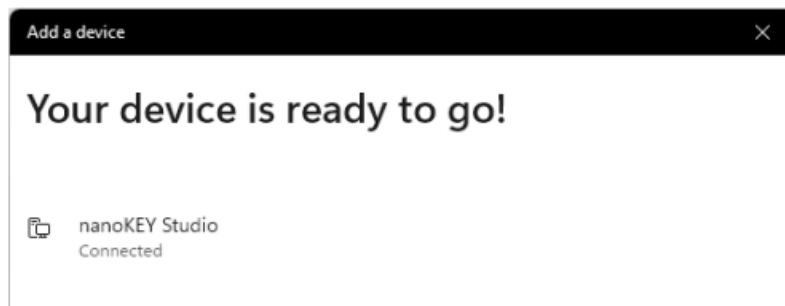 Add a device
Your device is ready to go!
nanoKEY Studio
Connected